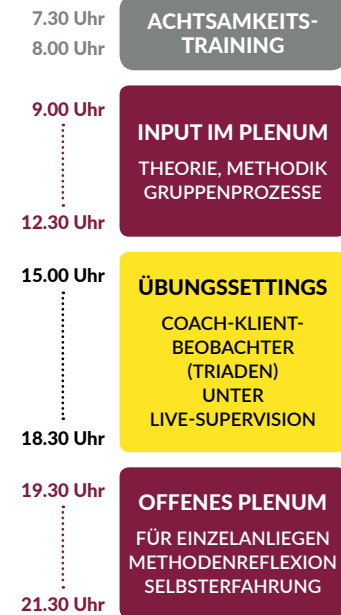 7.30 Uhr
8.00 Uhr
ACHTSAMKEITS-
TRAINING
9.00 Uhr
12.30 Uhr
INPUT IM PLENUM
THEORIE, METHODIK
GRUPPENPROZESSE
15.00 Uhr
18.30 Uhr
ÜBUNGSSETTINGS
COACH-KLIENT-
BEOBACHTER
(TRIADEN)
UNTER
LIVE-SUPERVISION
19.30 Uhr
21.30 Uhr
OFFENES PLENUM
FÜR EINZELANLIEGEN
METHODENREFLEXION
SELBSTERFAHRUNG